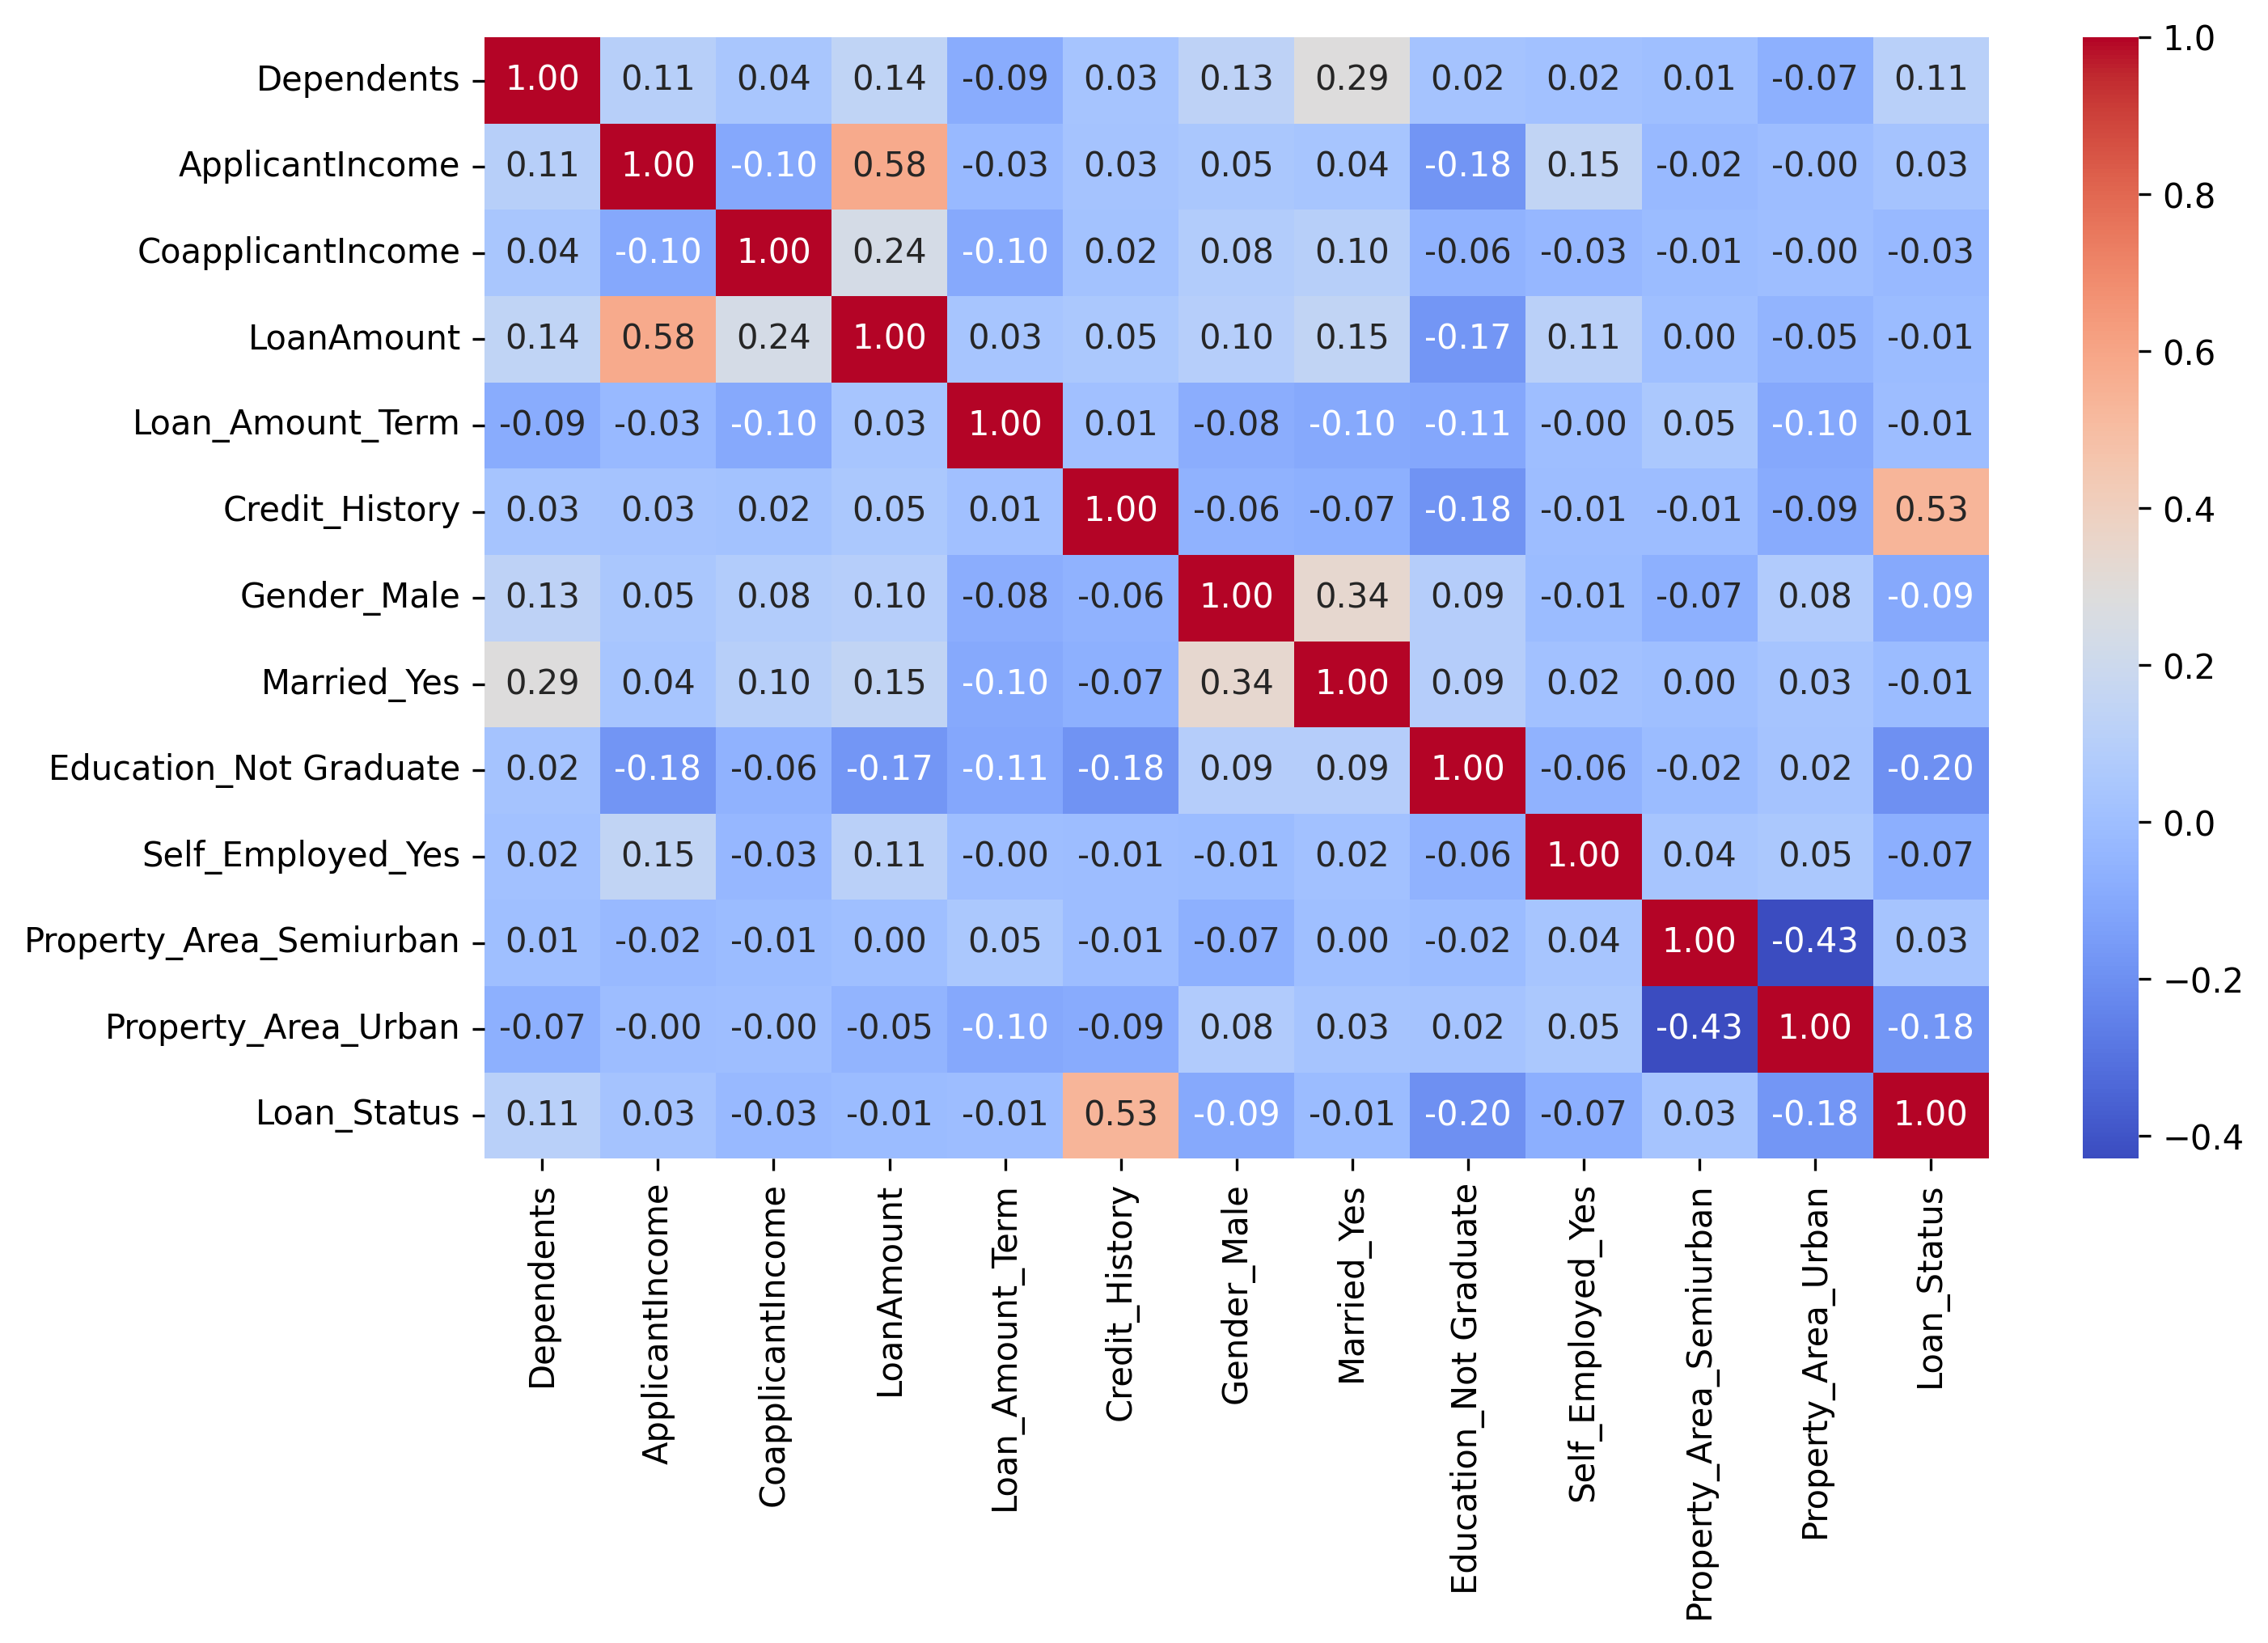 Dependents 1.00 0.11 0.04 0.14 -0.09 0.03 0.13 0.29 0.02 0.02 0.01 -0.07 0.11
ApplicantIncome 0.11 1.00 -0.10 0.58 -0.03 0.03 0.05 0.04 -0.18 0.15 -0.02 -0.00 0.03
CoapplicantIncome 0.04 -0.10 1.00 0.24 -0.10 0.02 0.08 0.10 -0.06 -0.03 -0.01 -0.00 -0.03
LoanAmount 0.14 0.58 0.24 1.00 0.03 0.05 0.10 0.15 -0.17 0.11 0.00 -0.05 -0.01
Loan_Amount_Term -0.09 -0.03 -0.10 0.03 1.00 0.01 -0.08 -0.10 -0.11 -0.00 0.05 -0.10 -0.01
Credit_History 0.03 0.03 0.02 0.05 0.01 1.00 -0.06 -0.07 -0.18 -0.01 -0.01 -0.09 0.53
Gender_Male 0.13 0.05 0.08 0.10 -0.08 -0.06 1.00 0.34 0.09 -0.01 -0.07 0.08 -0.09
Married_Yes 0.29 0.04 0.10 0.15 -0.10 -0.07 0.34 1.00 0.09 0.02 0.00 0.03 -0.01
Education_Not Graduate 0.02 -0.18 -0.06 -0.17 -0.11 -0.18 0.09 0.09 1.00 -0.06 -0.02 0.02 -0.20
Self_Employed_Yes 0.02 0.15 -0.03 0.11 -0.00 -0.01 -0.01 0.02 -0.06 1.00 0.04 0.05 -0.07
Property_Area_Semiurban 0.01 -0.02 -0.01 0.00 0.05 -0.01 -0.07 0.00 -0.02 0.04 1.00 -0.43 0.03
Property_Area_Urban -0.07 -0.00 -0.00 -0.05 -0.10 -0.09 0.08 0.03 0.02 0.05 -0.43 1.00 -0.18
Loan_Status 0.11 0.03 -0.03 -0.01 -0.01 0.53 -0.09 -0.01 -0.20 -0.07 0.03 -0.18 1.00
Dependents
ApplicantIncome
CoapplicantIncome
LoanAmount
Loan_Amount_Term
Credit_History
Gender_Male
Married_Yes
Education_Not Graduate
Self_Employed_Yes
Property_Area_Semiurban
Property_Area_Urban
Loan_Status
1.0
0.8
0.6
0.4
0.2
0.0
−0.2
−0.4